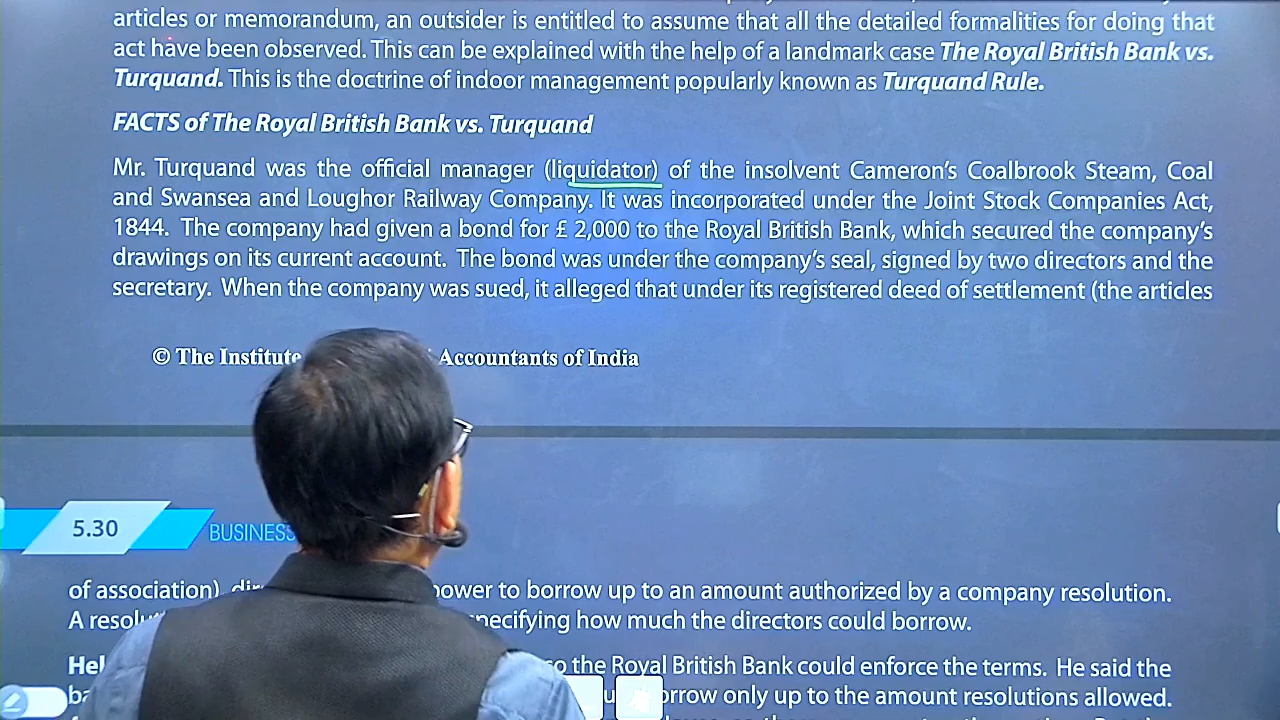 articles or memorandum, an outsider is entitled to assume that all the detailed formalities for doing that
act have been observed. This can be explained with the help of a landmark case The Royal British Bank vs.
Turquand. This is the doctrine of indoor management popularly known as Turquand Rule.
FACTS of The Royal British Bank vs. Turquand
Mr. Turquand was the official manager (liquidator) of the insolvent Cameron's Coalbrook Steam, Coal
and Swansea and Loughor Railway Company. It was incorporated under the Joint Stock Companies Act,
1844. The company had given a bond for £ 2,000 to the Royal British Bank, which secured the company's
drawings on its current account. The bond was under the company's seal, signed by two directors and the
secretary. When the company was sued, it alleged that under its registered deed of settlement (the articles
© The Institute Accountants of India
5.30 BUSINESS
of association), power to borrow up to an amount authorized by a company resolution.
A specifying how much the directors could borrow.
the Royal British Bank could enforce the terms. He said the
borrow only up to the amount resolutions allowed.